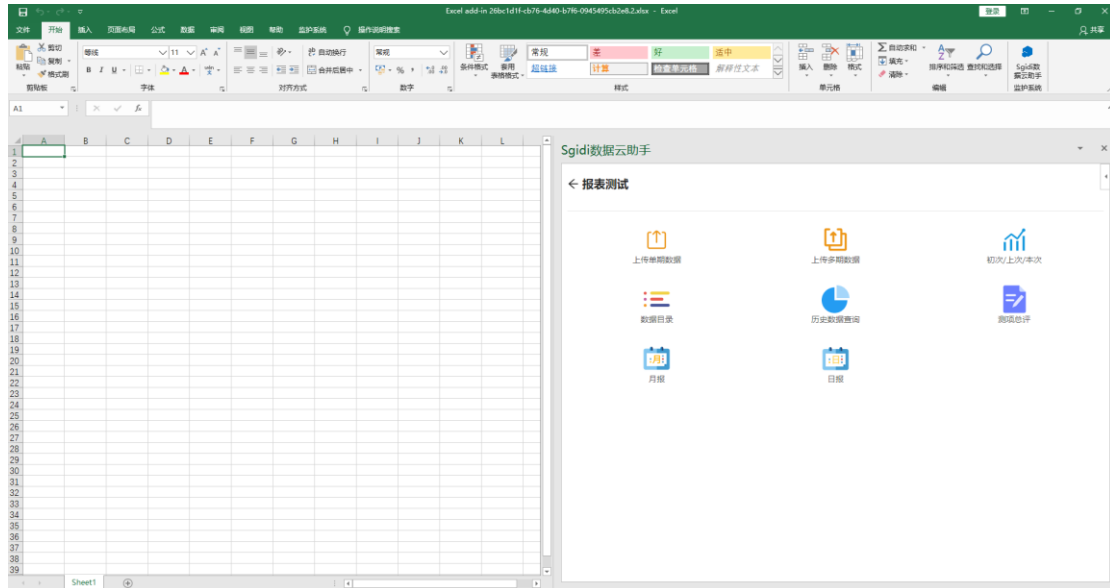 Excel add-in 26bc1d1f-cb76-4d40-b7f6-0945495cb2e8.2.xlsx - Excel
登录
文件 开始 插入 页面布局 公式 数据 审阅 视图 帮助 监护系统 操作说明搜索 共享
剪切
复制
格式刷
粘贴
剪贴板
等线 11
B I U A A A
字体
自动换行
合并后居中
对齐方式
常规
%
数字
条件格式
套用
表格格式
常规 差 好 适中
超链接 计算 检查单元格 解释性文本
样式
插入 删除 格式
单元格
自动求和
填充
清除
排序和筛选 查找和选择
编辑
Sgidi数
据云助手
监护系统
A1 fx
A B C D E F G H I J K L
1
2
3
4
5
6
7
8
9
10
11
12
13
14
15
16
17
18
19
20
21
22
23
24
25
26
27
28
29
30
31
32
33
34
35
36
37
38
39
Sheet1
Sgidi数据云助手
报表测试
上传单期数据 上传多期数据 初次/上次/本次
数据目录 历史数据查询 测项总评
月报 日报